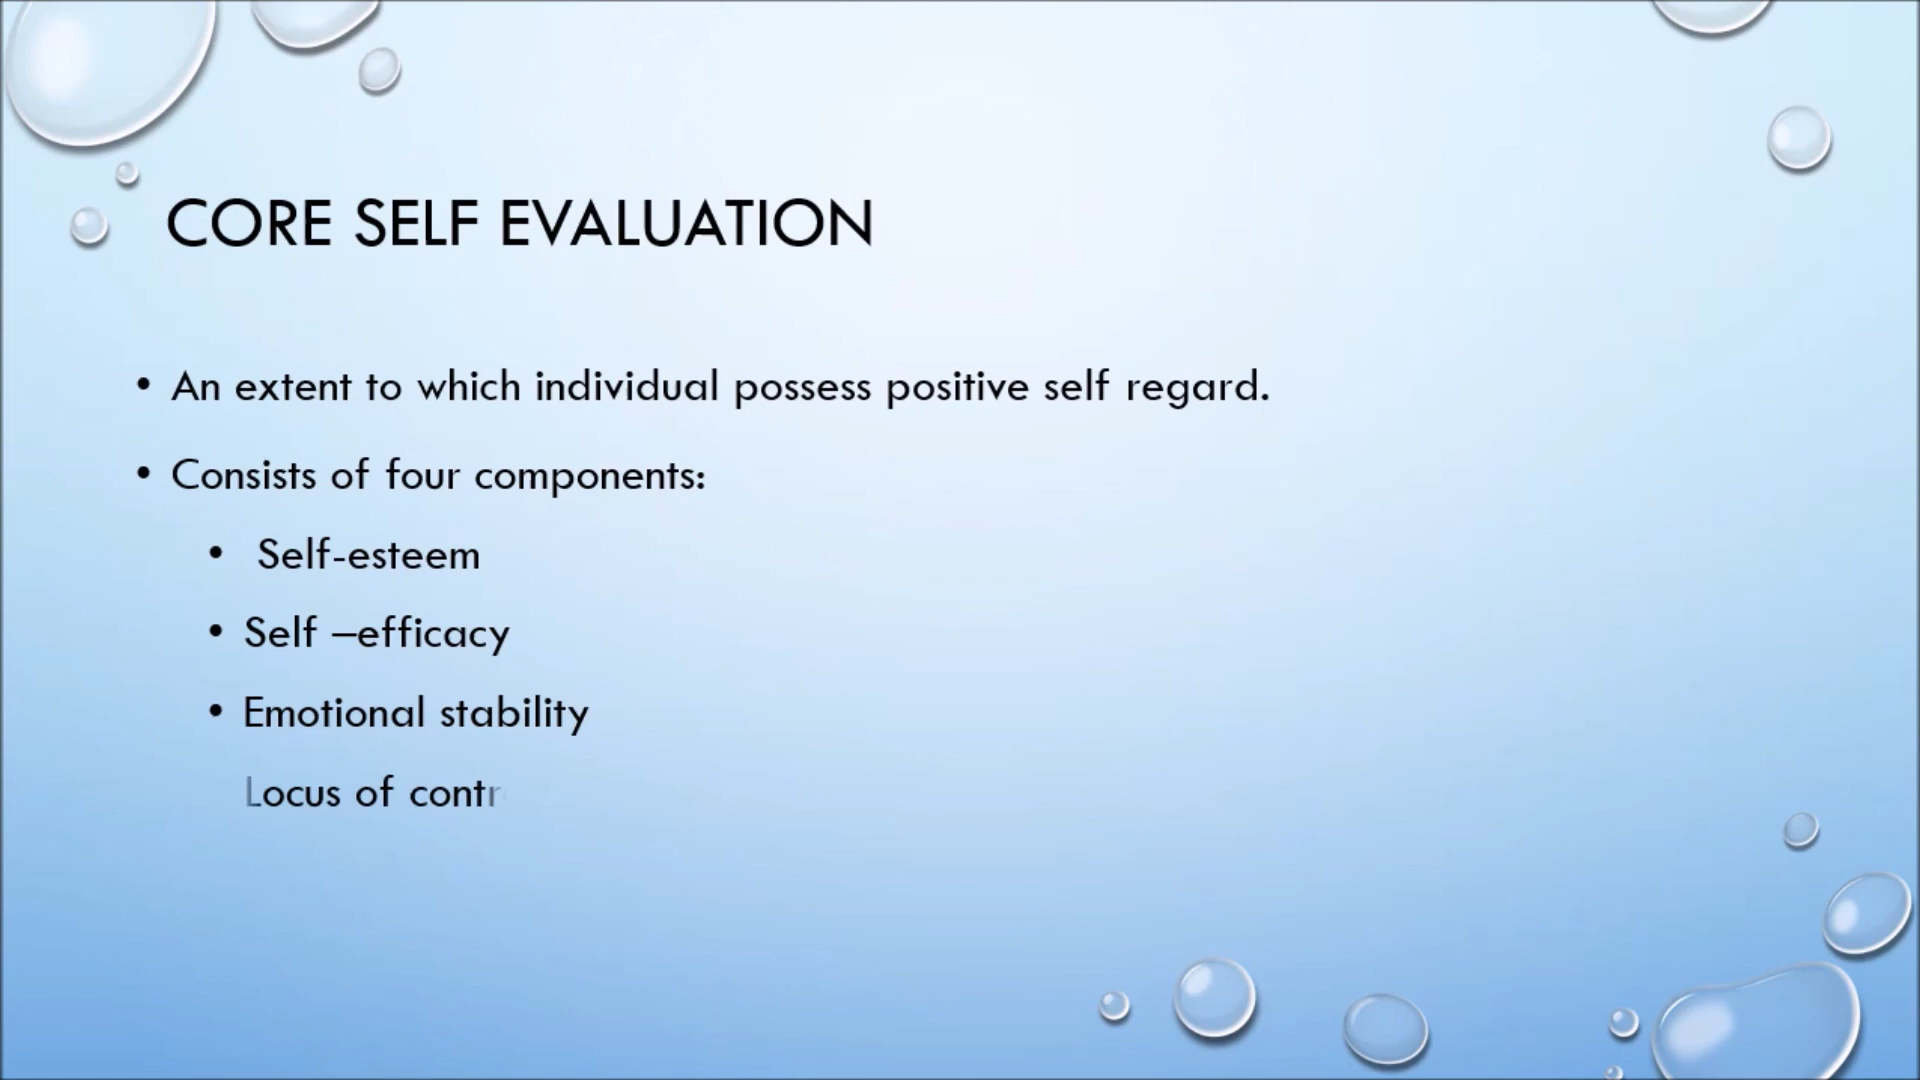 CORE SELF EVALUATION
• An extent to which individual possess positive self regard.
• Consists of four components:
• Self-esteem
• Self –efficacy
• Emotional stability
Locus of contr